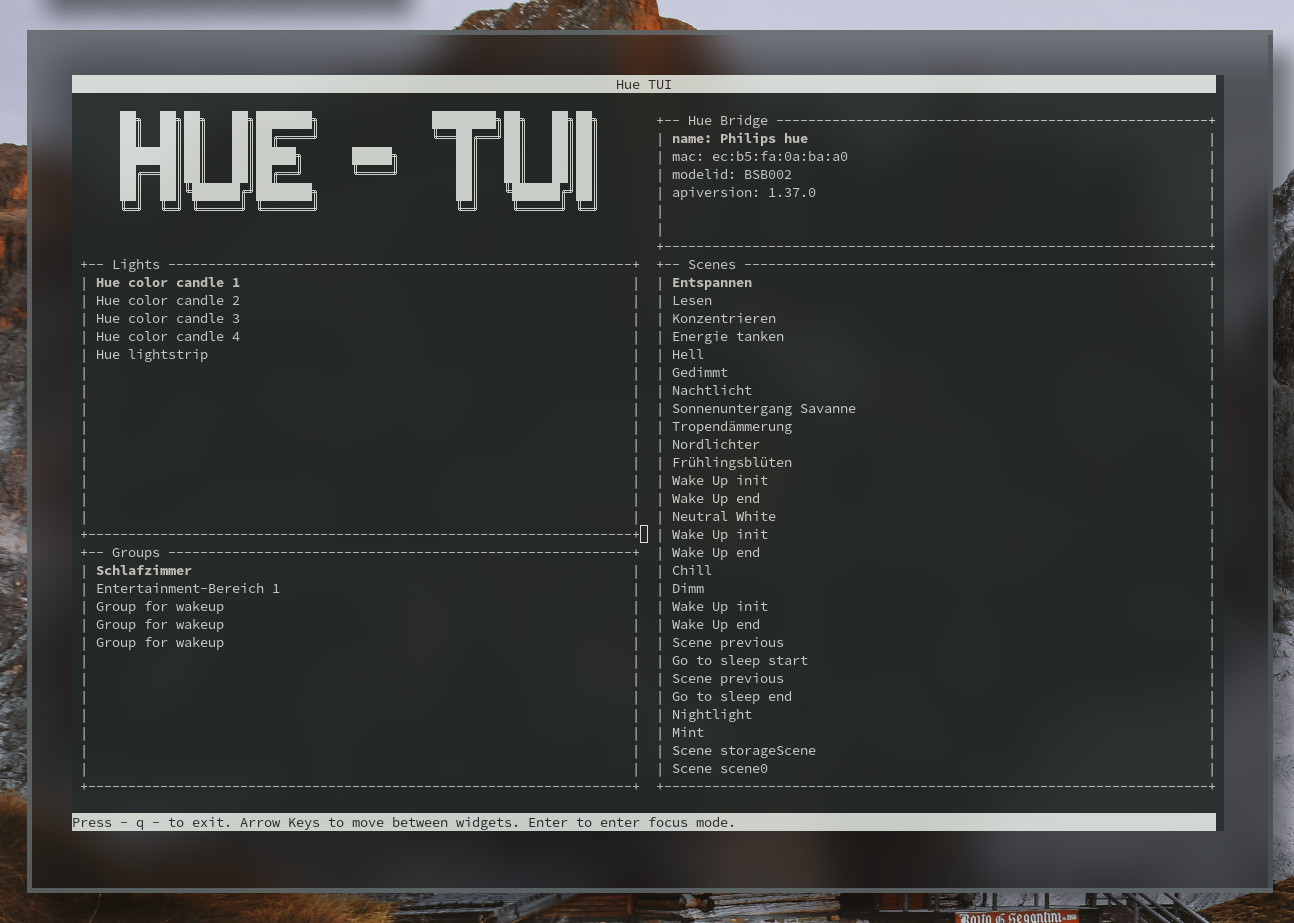 Hue TUI
HUE - TUI
Hue Bridge
name: Philips hue
mac: ec:b5:fa:0a:ba:a0
modelid: BSB002
apiversion: 1.37.0
Lights
Hue color candle 1
Hue color candle 2
Hue color candle 3
Hue color candle 4
Hue lightstrip
Groups
Schlafzimmer
Entertainment-Bereich 1
Group for wakeup
Group for wakeup
Group for wakeup
Scenes
Entspannen
Lesen
Konzentrieren
Energie tanken
Hell
Gedimmt
Nachtlicht
Sonnenuntergang Savanne
Tropendämmerung
Nordlichter
Frühlingsblüten
Wake Up init
Wake Up end
Neutral White
Wake Up init
Wake Up end
Chill
Dimm
Wake Up init
Wake Up end
Scene previous
Go to sleep start
Scene previous
Go to sleep end
Nightlight
Mint
Scene storageScene
Scene scene0
Press - q - to exit. Arrow Keys to move between widgets. Enter to enter focus mode.